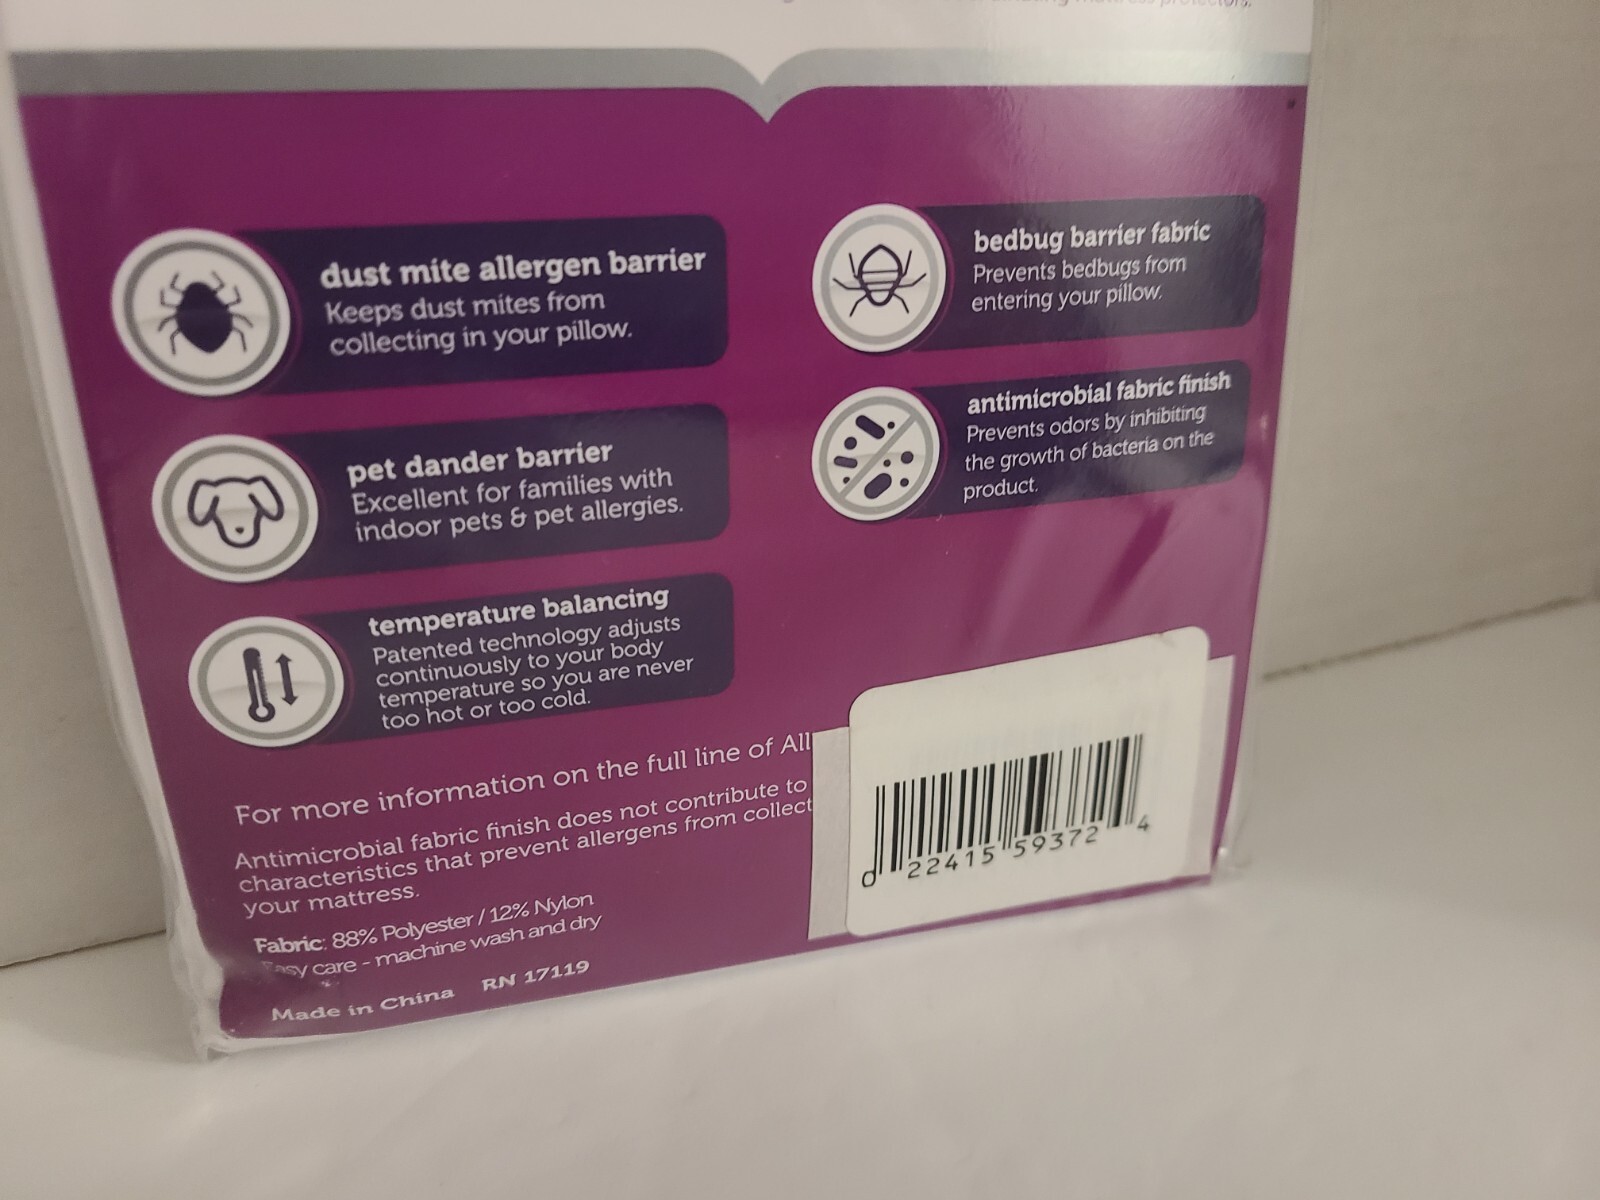 mattress protectors.
dust mite allergen barrier
Keeps dust mites from
collecting in your pillow.
pet dander barrier
Excellent for families with
indoor pets & pet allergies.
temperature balancing
Patented technology adjusts
continuously to your body
temperature so you are never
too hot or too cold.
bedbug barrier fabric
Prevents bedbugs from
entering your pillow.
antimicrobial fabric finish
Prevents odors by inhibiting
the growth of bacteria on the
product.
For more information on the full line of All
Antimicrobial fabric finish does not contribute to
characteristics that prevent allergens from collect
your mattress.
Fabric: 88% Polyester / 12% Nylon
Easy care - machine wash and dry
Made in China RN 17119
0 22415 59372 4